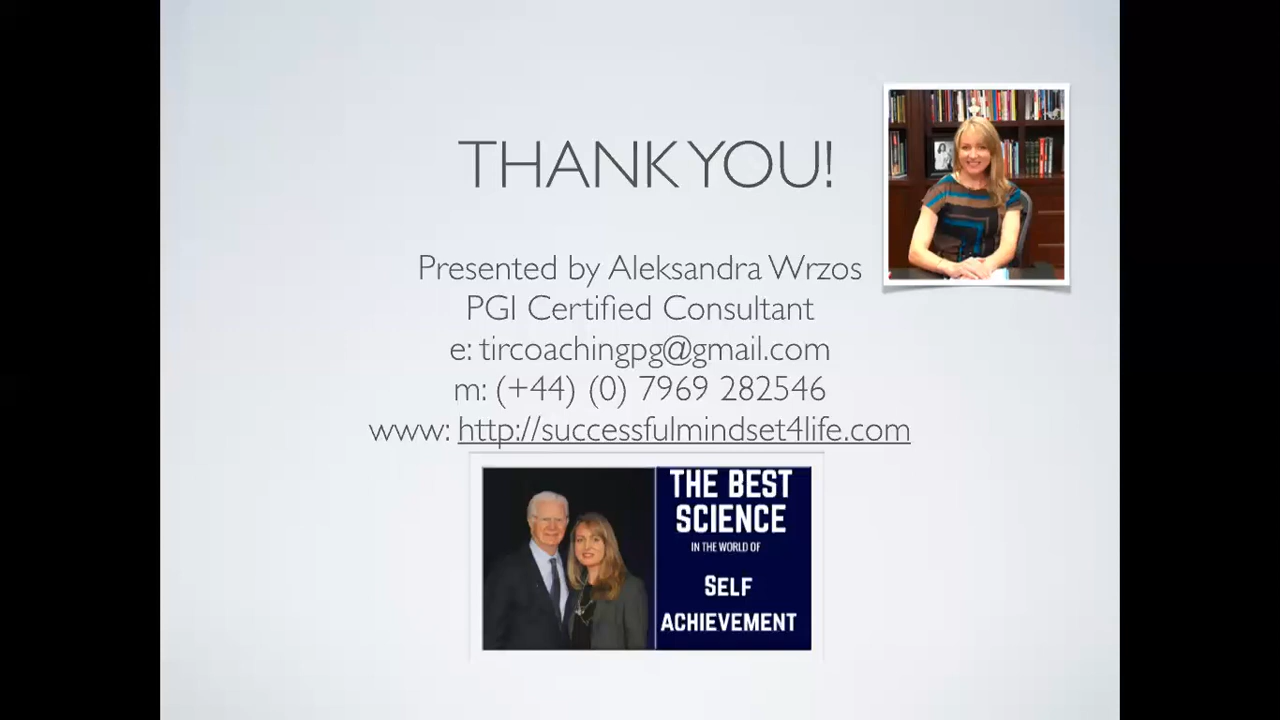 THANK YOU!
Presented by Aleksandra Wrzos
PGI Certified Consultant
e: tircoachingpg@gmail.com
m: (+44) (0) 7969 282546
www: http://successfulmindset4life.com
THE BEST
SCIENCE
IN THE WORLD OF
SELF
ACHIEVEMENT